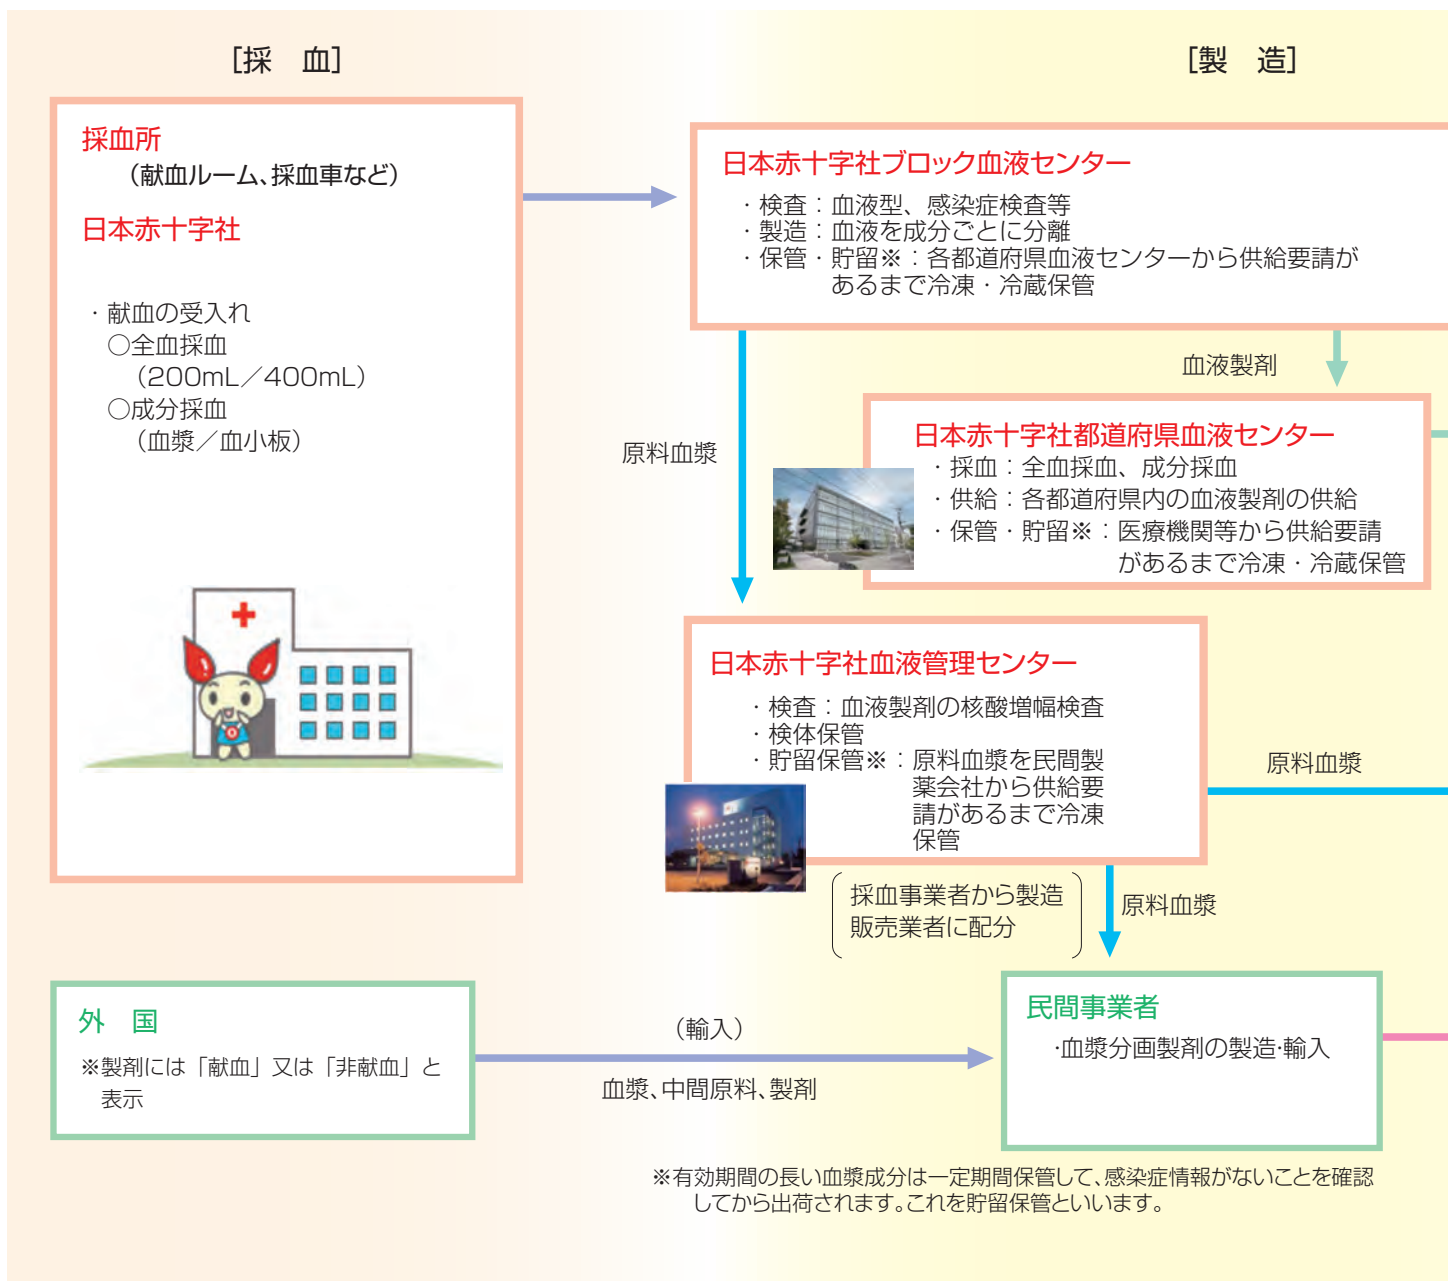 [採　血]
採血所
（献血ルーム、採血車など）
日本赤十字社
・献血の受入れ
○全血採血
（200mL／400mL）
○成分採血
（血漿／血小板）
外　国
※製剤には「献血」又は「非献血」と
表示
[製　造]
日本赤十字社ブロック血液センター
・検査：血液型、感染症検査等
・製造：血液を成分ごとに分離
・保管・貯留※：各都道府県血液センターから供給要請が
あるまで冷凍・冷蔵保管
血液製剤
原料血漿
日本赤十字社都道府県血液センター
・採血：全血採血、成分採血
・供給：各都道府県内の血液製剤の供給
・保管・貯留※：医療機関等から供給要請
があるまで冷凍・冷蔵保管
日本赤十字社血液管理センター
・検査：血液製剤の核酸増幅検査
・検体保管
・貯留保管※：原料血漿を民間製
薬会社から供給要
請があるまで冷凍
保管
原料血漿
採血事業者から製造
販売業者に配分
原料血漿
（輸入）
血漿、中間原料、製剤
民間事業者
・血漿分画製剤の製造・輸入
※有効期間の長い血漿成分は一定期間保管して、感染症情報がないことを確認
してから出荷されます。これを貯留保管といいます。